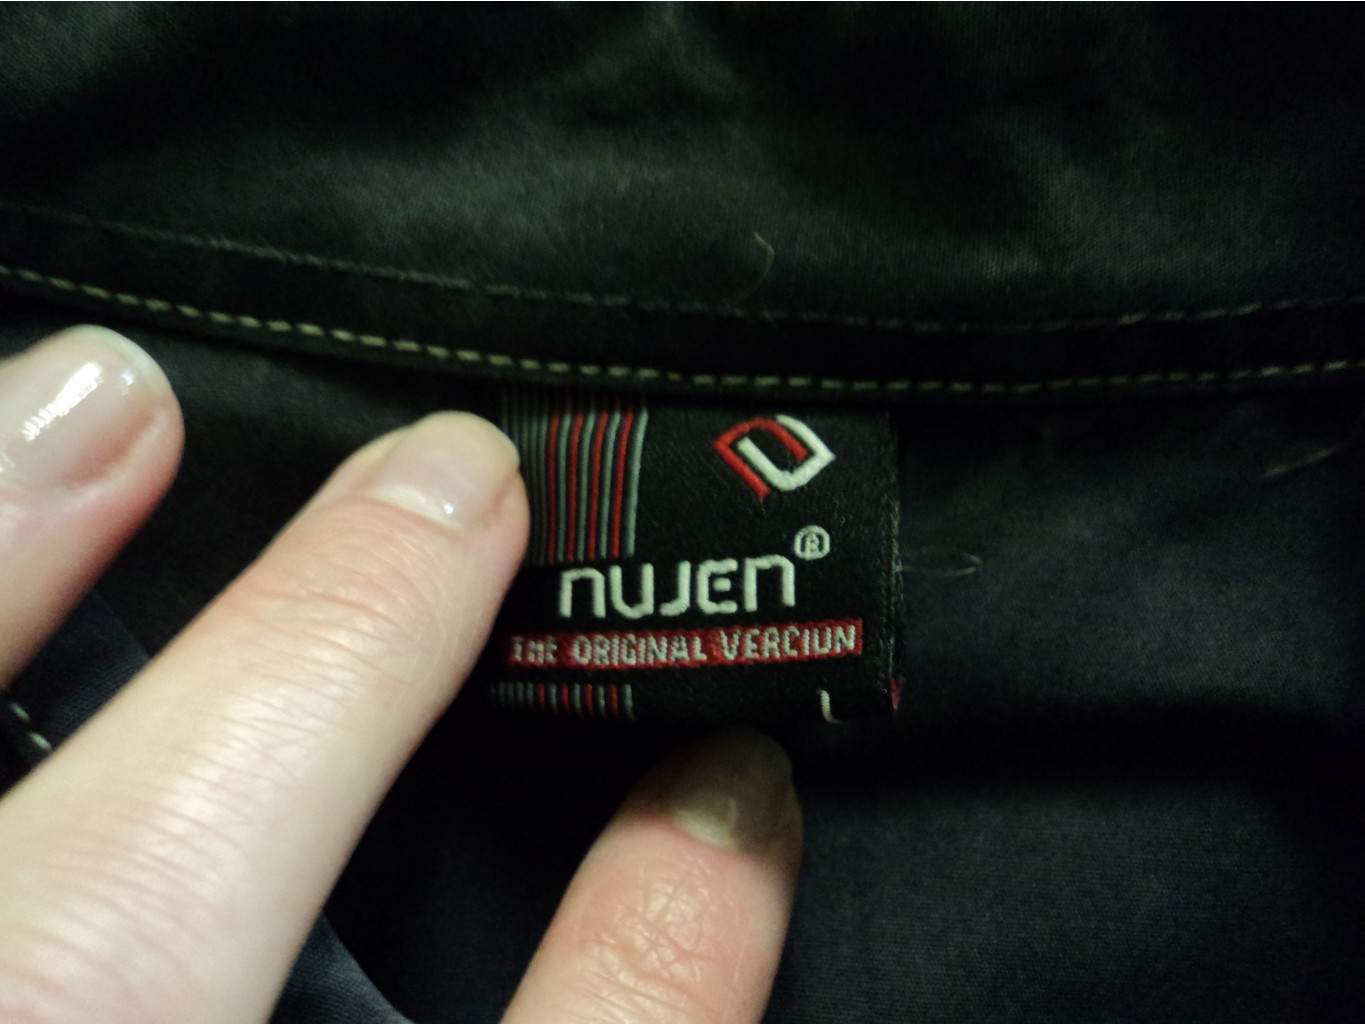 NUJEN®
THE ORIGINAL VERCIUN
L